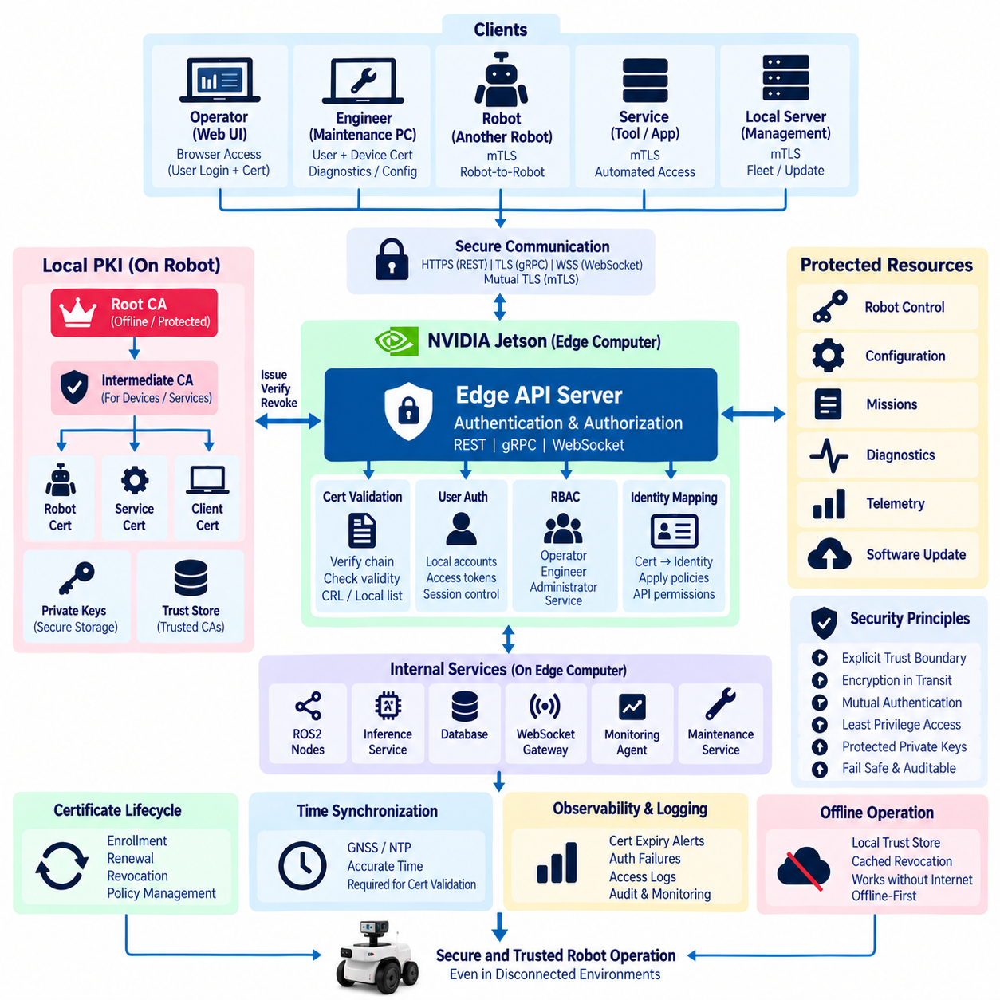 Clients
Operator
(Web UI)
Browser Access
(User Login + Cert)
Engineer
(Maintenance PC)
User + Device Cert
Diagnostics / Config
Robot
(Another Robot)
mTLS
Robot-to-Robot
Service
(Tool / App)
mTLS
Automated Access
Local Server
(Management)
mTLS
Fleet / Update
Secure Communication
HTTPS (REST) | TLS (gRPC) | WSS (WebSocket)
Mutual TLS (mTLS)
Local PKI (On Robot)
Root CA
(Offline / Protected)
Intermediate CA
(For Devices / Services)
Robot
Cert
Service
Cert
Client
Cert
Private Keys
(Secure Storage)
Trust Store
(Trusted CAs)
Issue
Verify
Revoke
NVIDIA Jetson (Edge Computer)
Edge API Server
Authentication & Authorization
REST | gRPC | WebSocket
Cert Validation
Verify chain
Check validity
CRL / Local list
User Auth
Local accounts
Access tokens
Session control
RBAC
Operator
Engineer
Administrator
Service
Identity Mapping
Cert → Identity
Apply policies
API permissions
Protected Resources
Robot Control
Configuration
Missions
Diagnostics
Telemetry
Software Update
Security Principles
Explicit Trust Boundary
Encryption in Transit
Mutual Authentication
Least Privilege Access
Protected Private Keys
Fail Safe & Auditable
Internal Services (On Edge Computer)
ROS2
Nodes
Inference
Service
Database
WebSocket
Gateway
Monitoring
Agent
Maintenance
Service
Certificate Lifecycle
Enrollment
Renewal
Revocation
Policy Management
Time Synchronization
GNSS / NTP
Accurate Time
Required for Cert Validation
Observability & Logging
Cert Expiry Alerts
Auth Failures
Access Logs
Audit & Monitoring
Offline Operation
Local Trust Store
Cached Revocation
Works without Internet
Offline-First
Secure and Trusted Robot Operation
Even in Disconnected Environments